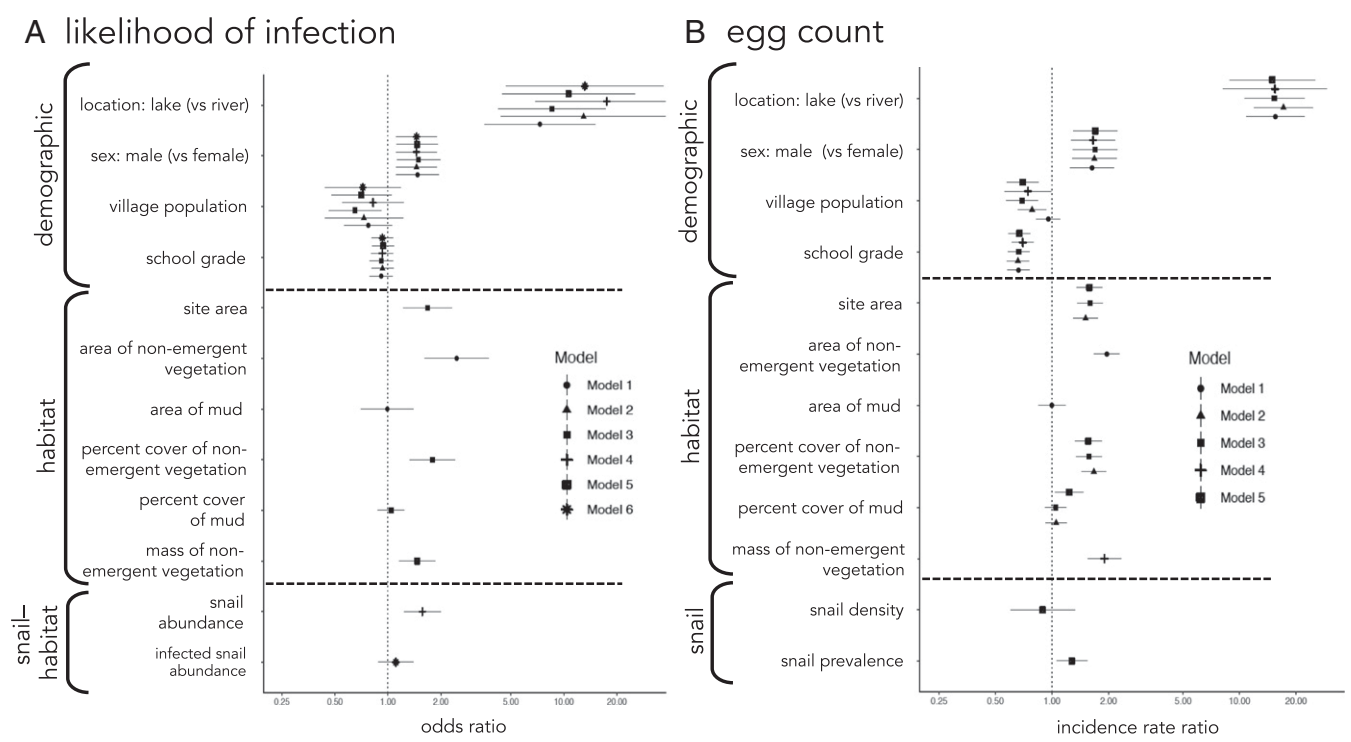 A likelihood of infection
demographic
location: lake (vs river)
sex: male (vs female)
village population
school grade
habitat
site area
area of non-emergent
vegetation
area of mud
percent cover of non-
emergent vegetation
percent cover
of mud
mass of non-
emergent vegetation
snail–
habitat
snail
abundance
infected snail
abundance
Model
Model 1
Model 2
Model 3
Model 4
Model 5
Model 6
0.25 0.50 1.00 2.00 5.00 10.00 20.00
odds ratio
B egg count
demographic
location: lake (vs river)
sex: male (vs female)
village population
school grade
habitat
site area
area of non-
emergent vegetation
area of mud
percent cover of non-
emergent vegetation
percent cover of mud
mass of non-emergent
vegetation
snail
snail density
snail prevalence
Model
Model 1
Model 2
Model 3
Model 4
Model 5
0.25 0.50 1.00 2.00 5.00 10.00 20.00
incidence rate ratio